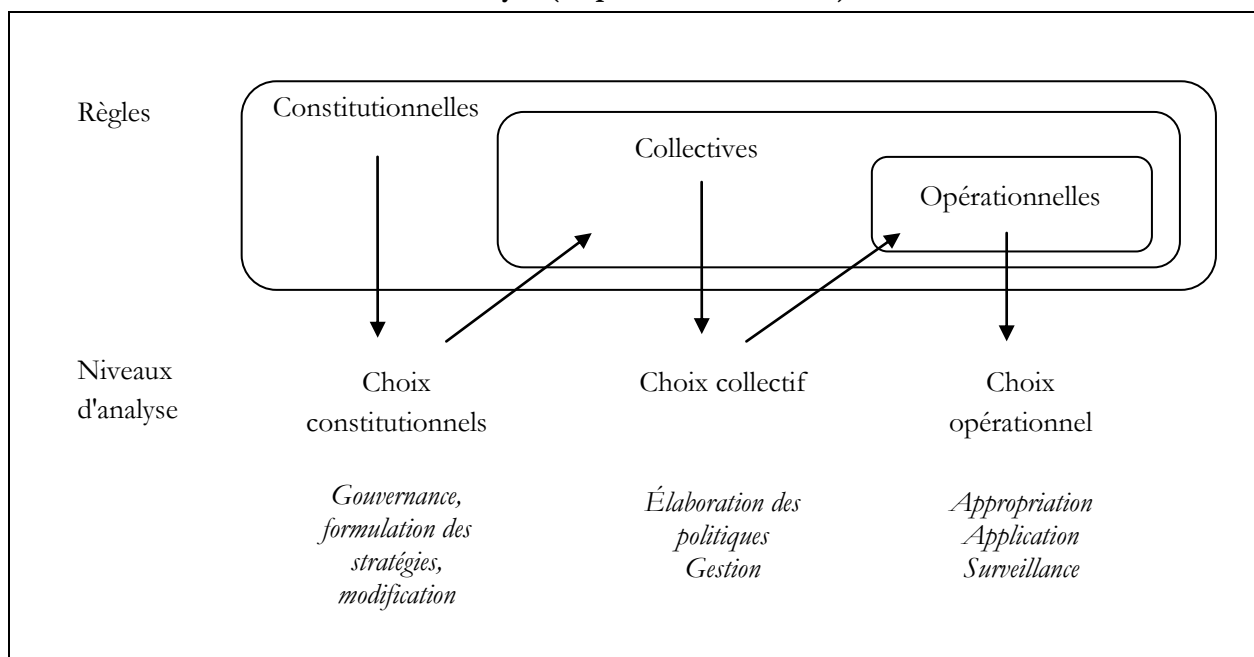 Règles
Constitutionnelles
Collectives
Opérationnelles
Niveaux
d'analyse
Choix
constitutionnels
Choix collectif
Choix
opérationnel
Gouvernance,
formulation des
stratégies,
modification
Élaboration des
politiques
Gestion
Appropriation
Application
Surveillance